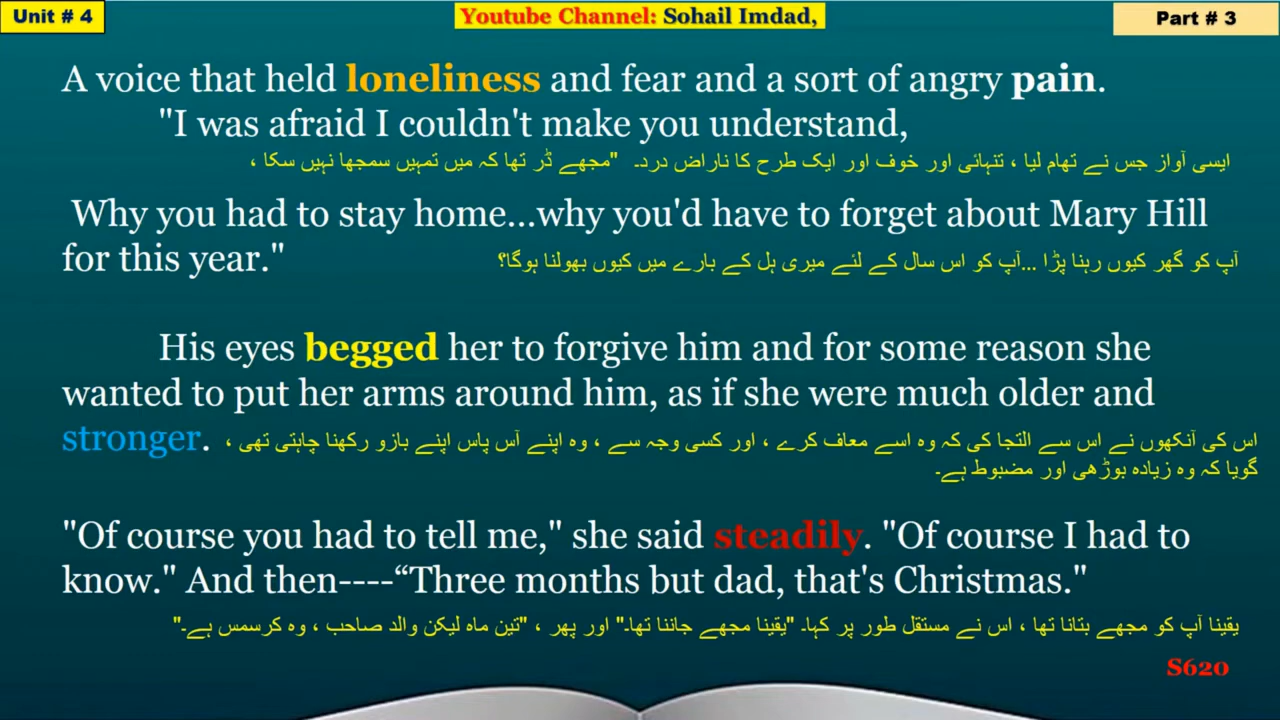 Unit # 4
Youtube Channel: Sohail Imdad,
Part # 3
A voice that held loneliness and fear and a sort of angry pain.
"I was afraid I couldn't make you understand,
ایسی آواز جس نے تھام لیا ، تنہائی اور خوف اور ایک طرح کا ناراض درد۔ "مجھے ڈر تھا کہ میں تمہیں سمجھا نہیں سکا ،
Why you had to stay home...why you'd have to forget about Mary Hill
for this year."
آپ کو گھر کیوں رہنا پڑا ...آپ کو اس سال کے لئے میری ہل کے بارے میں کیوں بھولنا ہوگا؟
His eyes begged her to forgive him and for some reason she
wanted to put her arms around him, as if she were much older and
stronger.
اس کی آنکھوں نے اس سے التجا کی کہ وہ اسے معاف کرے ، اور کسی وجہ سے ، وہ اپنے آس پاس اپنے بازو رکھنا چاہتی تھی ،
گویا کہ وہ زیادہ بوڑھی اور مضبوط ہے۔
"Of course you had to tell me," she said steadily. "Of course I had to
know." And then----“Three months but dad, that's Christmas."
یقینا آپ کو مجھے بتانا تھا ، اس نے مستقل طور پر کہا۔ "یقینا مجھے جاننا تھا۔" اور پھر ، "تین ماہ لیکن والد صاحب ، وہ کرسمس ہے۔"
S620